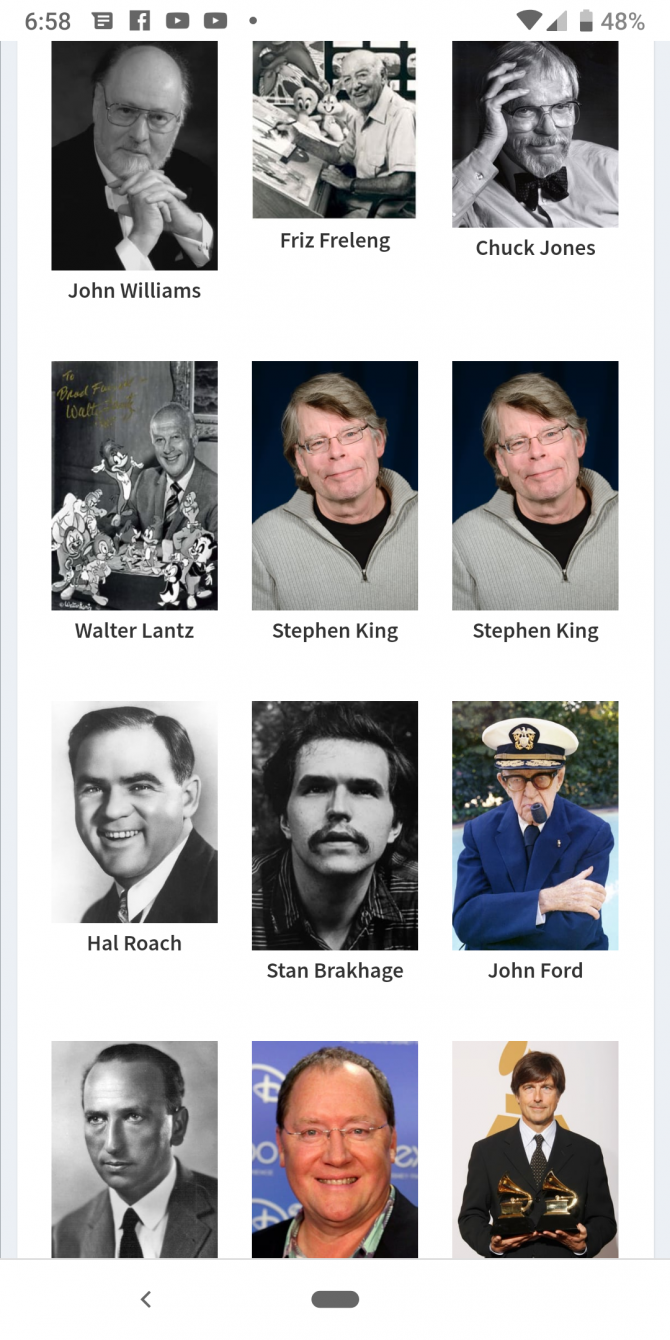 6:58
48%
Friz Freleng
Chuck Jones
John Williams
To
Walter Lantz
Stephen King
Stephen King
Hal Roach
Stan Brakhage
John Ford